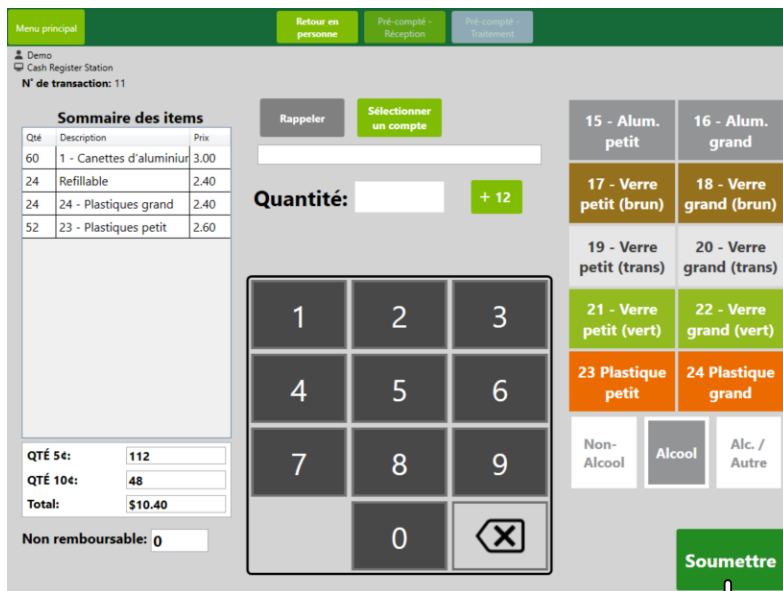 Menu principal
Retour en
personne
Pré-compté -
Réception
Pré-compté -
Traitement
Demo
Cash Register Station
N° de transaction: 11
Sommaire des items
Qté Description Prix
60 1 - Canettes d'aluminiur 3.00
24 Refillable 2.40
24 24 - Plastiques grand 2.40
52 23 - Plastiques petit 2.60
QTÉ 5¢: 112
QTÉ 10¢: 48
Total: $10.40
Non remboursable: 0
Rappeler
Sélectionner
un compte
Quantité:
+ 12
1 2 3
4 5 6
7 8 9
0
15 - Alum.
petit
16 - Alum.
grand
17 - Verre
petit (brun)
18 - Verre
grand (brun)
19 - Verre
petit (trans)
20 - Verre
grand (trans)
21 - Verre
petit (vert)
22 - Verre
grand (vert)
23 Plastique
petit
24 Plastique
grand
Non-
Alcool
Alcool
Alc. /
Autre
Soumettre